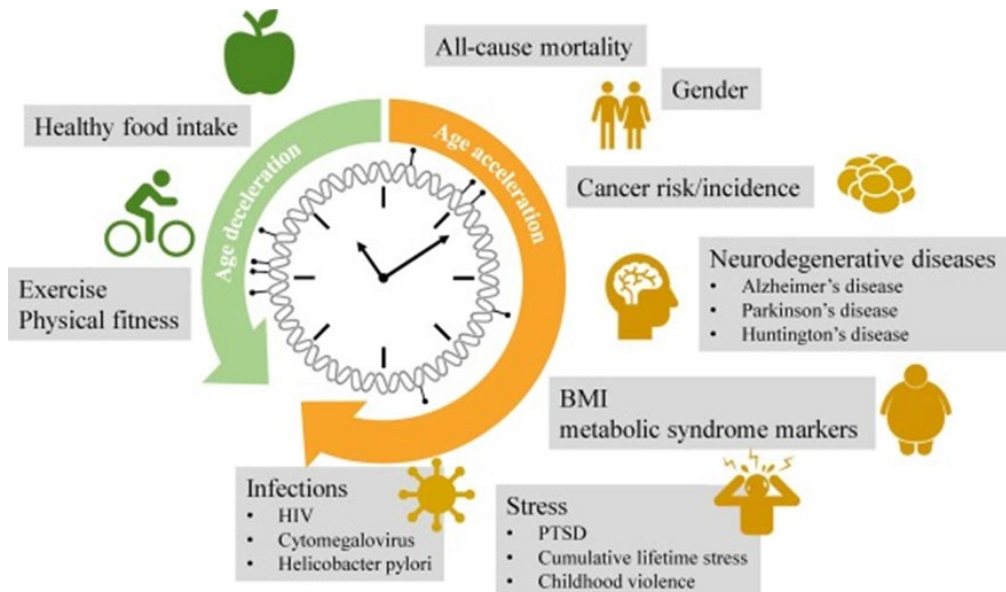 All-cause mortality
Gender
Healthy food intake
Age deceleration
Age acceleration
Cancer risk/incidence
Exercise
Physical fitness
Neurodegenerative diseases
• Alzheimer's disease
• Parkinson's disease
• Huntington's disease
BMI
metabolic syndrome markers
Infections
• HIV
• Cytomegalovirus
• Helicobacter pylori
Stress
• PTSD
• Cumulative lifetime stress
• Childhood violence